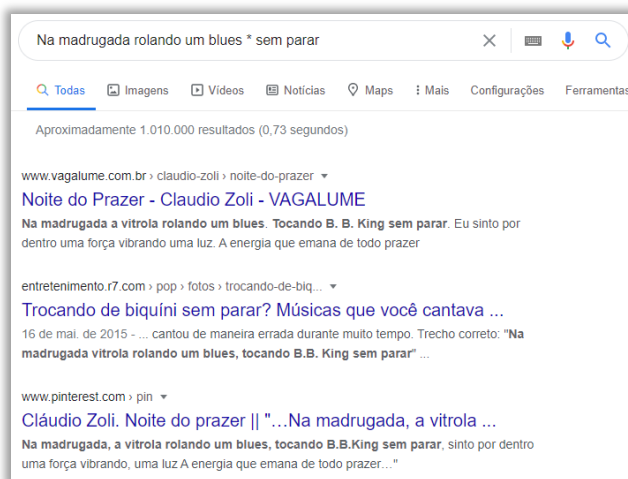 Na madrugada rolando um blues * sem parar
Todas Imagens Vídeos Notícias Maps Mais Configurações Ferramentas
Aproximadamente 1.010.000 resultados (0,73 segundos)
www.vagalume.com.br › claudio-zoli › noite-do-prazer
Noite do Prazer - Claudio Zoli - VAGALUME
Na madrugada a vitrola rolando um blues. Tocando B. B. King sem parar. Eu sinto por
dentro uma força vibrando uma luz. A energia que emana de todo prazer
entretenimento.r7.com › pop › fotos › trocando-de-biq...
Trocando de biquíni sem parar? Músicas que você cantava ...
16 de mai. de 2015 - ... cantou de maneira errada durante muito tempo. Trecho correto: "Na
madrugada vitrola rolando um blues, tocando B.B. King sem parar" ...
www.pinterest.com › pin
Cláudio Zoli. Noite do prazer || "…Na madrugada, a vitrola ...
Na madrugada, a vitrola rolando um blues, tocando B.B.King sem parar, sinto por dentro
uma força vibrando, uma luz A energia que emana de todo prazer…"